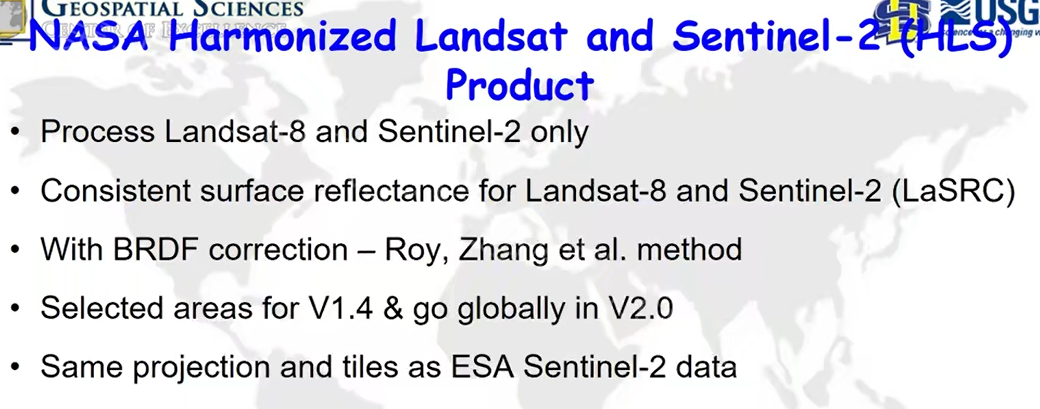 GEOSPATIAL SCIENCES
CENTER OF EXCELLENCE
USG
science for a changing w
NASA Harmonized Landsat and Sentinel-2 (HLS)
Product
• Process Landsat-8 and Sentinel-2 only
• Consistent surface reflectance for Landsat-8 and Sentinel-2 (LaSRC)
• With BRDF correction – Roy, Zhang et al. method
• Selected areas for V1.4 & go globally in V2.0
• Same projection and tiles as ESA Sentinel-2 data